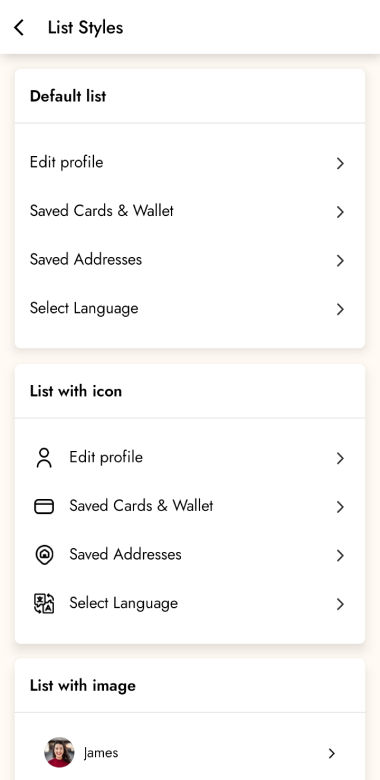 List Styles
Default list
Edit profile
Saved Cards & Wallet
Saved Addresses
Select Language
List with icon
Edit profile
Saved Cards & Wallet
Saved Addresses
Select Language
List with image
James